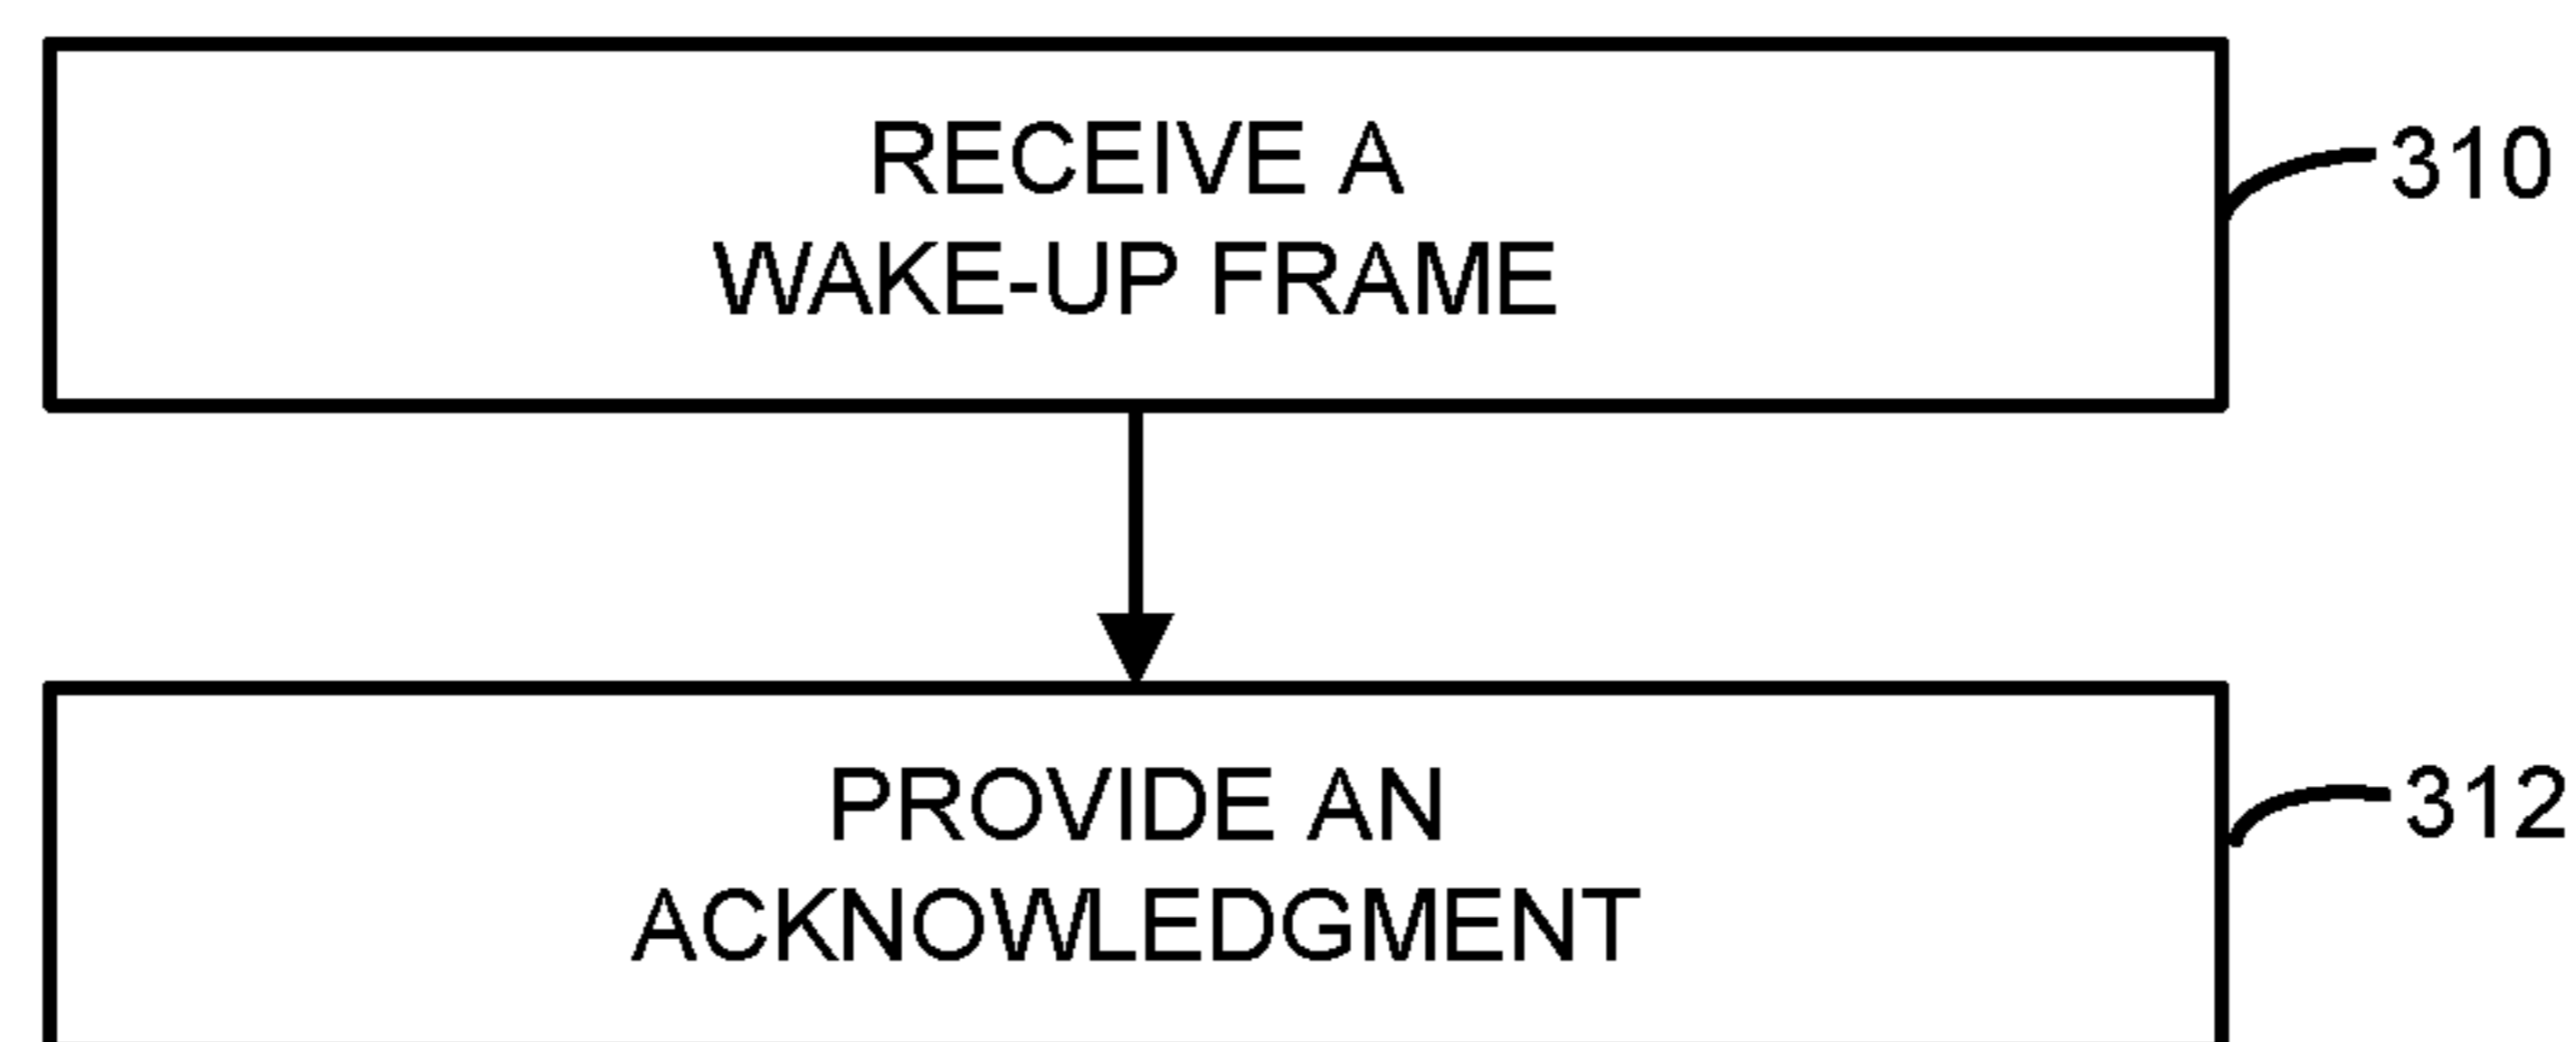 RECEIVE A
WAKE-UP FRAME
310
PROVIDE AN
ACKNOWLEDGMENT
312